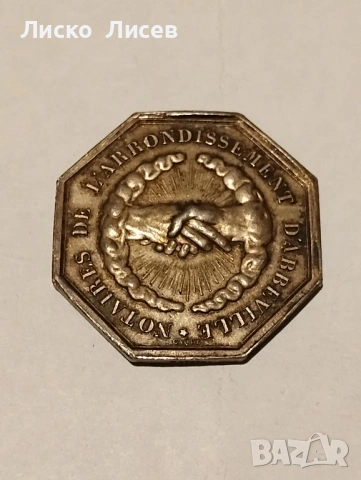 Лиско Лисев
NOTAIRES DE L'ARRONDISSEMENT D'ABBEVILLE *
BAZAR